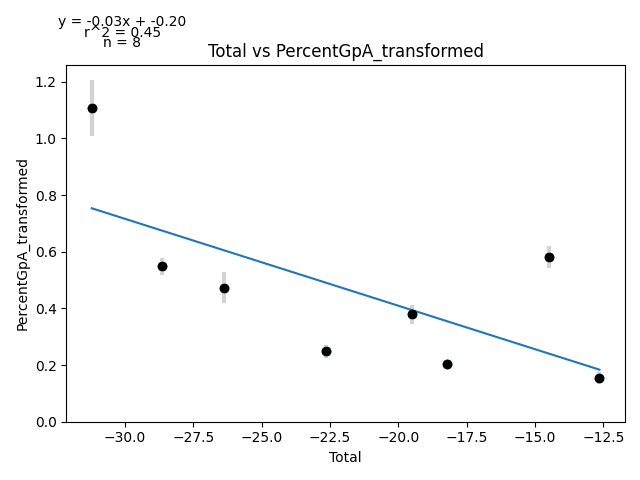 y = -0.03x + -0.20
r^2 = 0.45
n = 8
Total vs PercentGpA_transformed
PercentGpA_transformed
1.2
1.0
0.8
0.6
0.4
0.2
0.0
−30.0 −27.5 −25.0 −22.5 −20.0 −17.5 −15.0 −12.5
Total